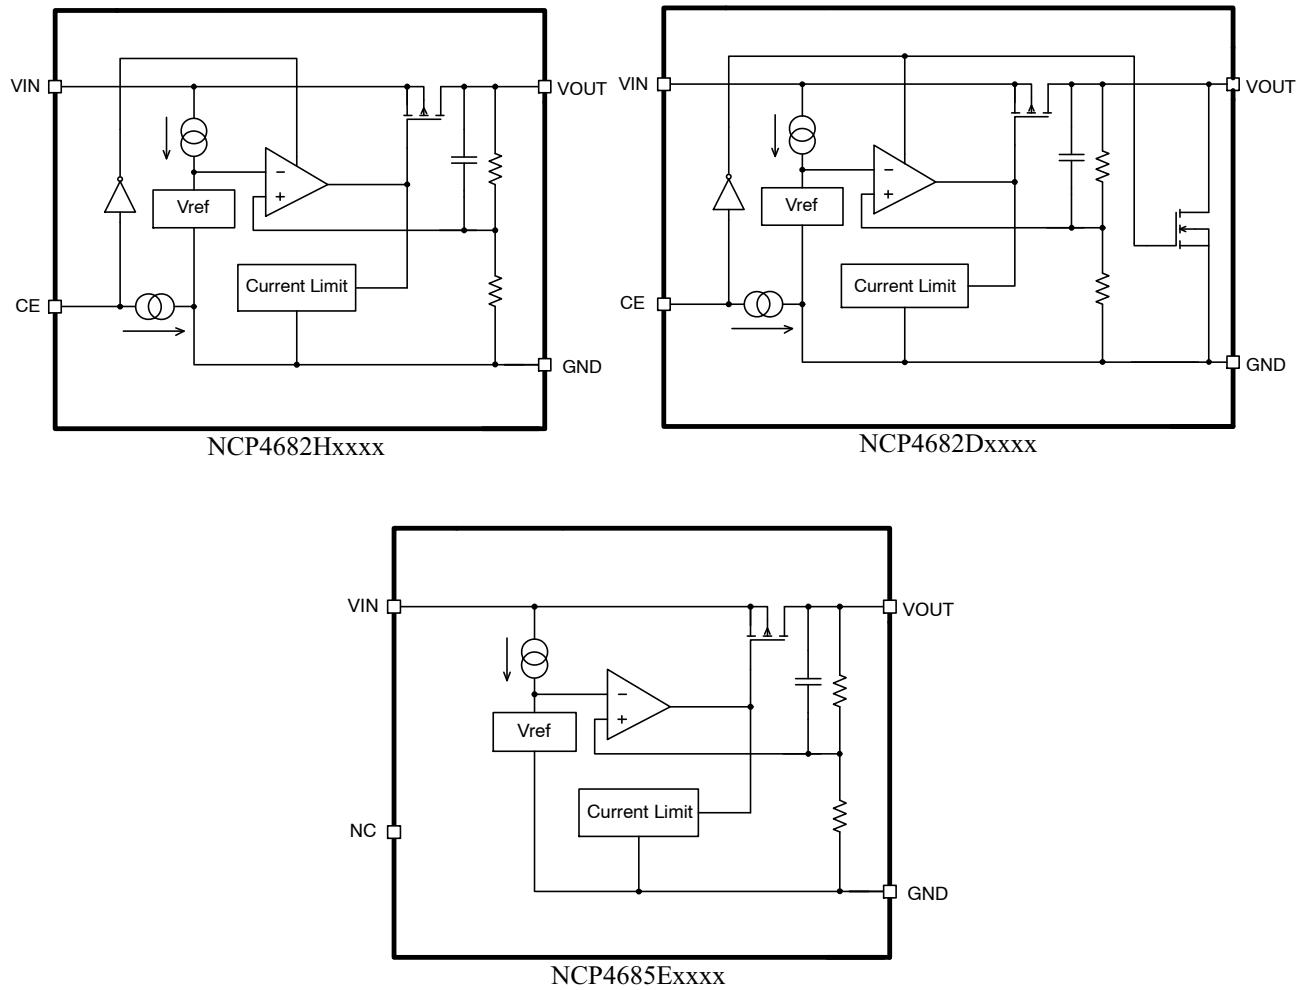 VIN
VOUT
−
+
Vref
Current Limit
CE
GND
NCP4682Hxxxx
VIN
VOUT
−
+
Vref
Current Limit
CE
GND
NCP4682Dxxxx
VIN
VOUT
−
+
Vref
Current Limit
NC
GND
NCP4685Exxxx